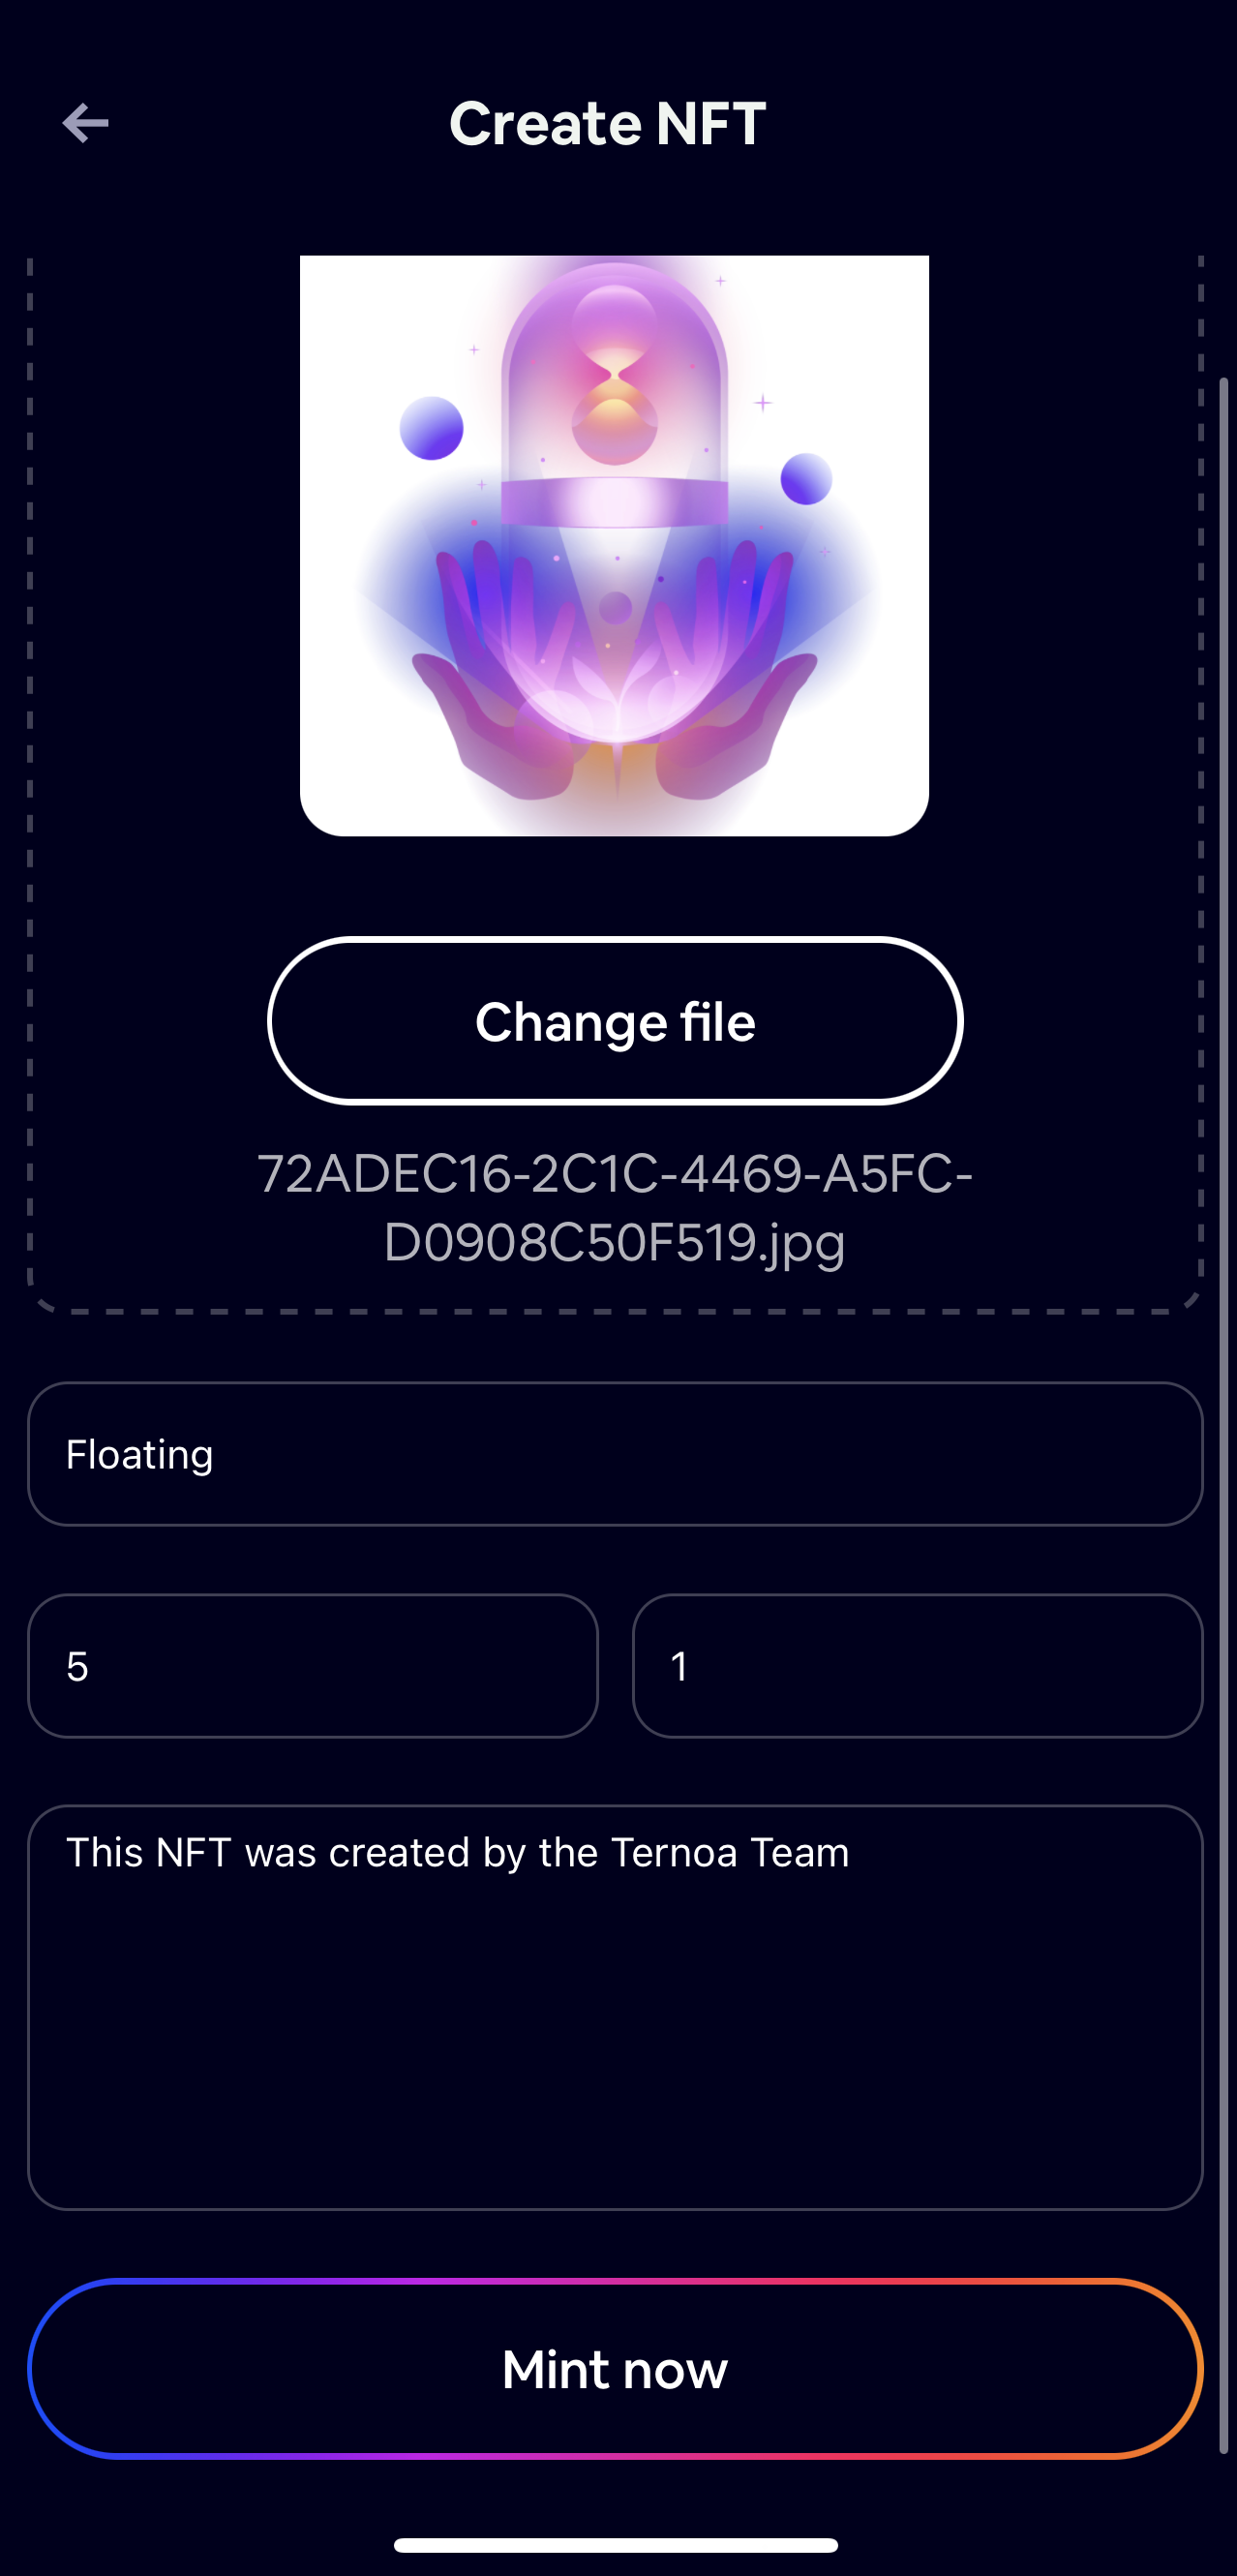 Create NFT
Change file
72ADEC16-2C1C-4469-A5FC-
D0908C50F519.jpg
Floating
5
1
This NFT was created by the Ternoa Team
Mint now